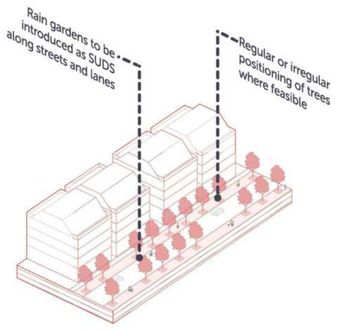 Rain gardens to be
introduced as SUDS
along streets and lanes
Regular or irregular
positioning of trees
where feasible